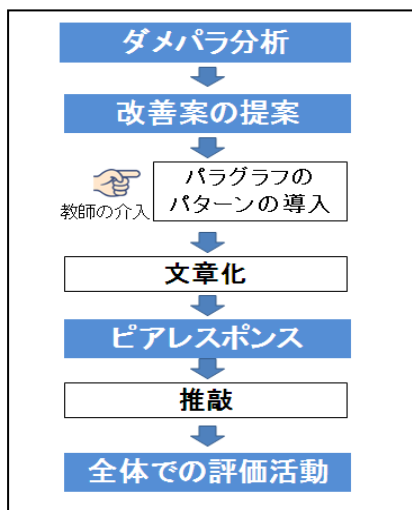 ダメパラ分析
改善案の提案
パラグラフの
パターンの導入
教師の介入
文章化
ピアレスポンス
推敲
全体での評価活動